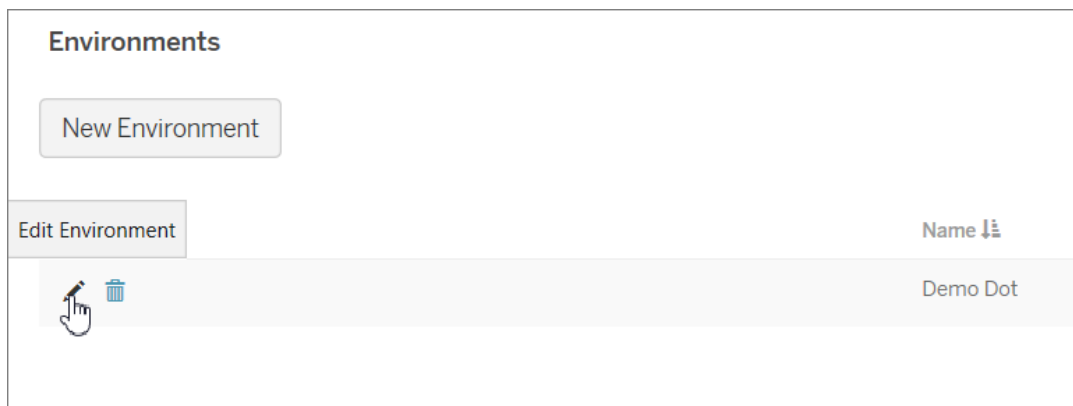 Environments
New Environment
Edit Environment
Name
Demo Dot